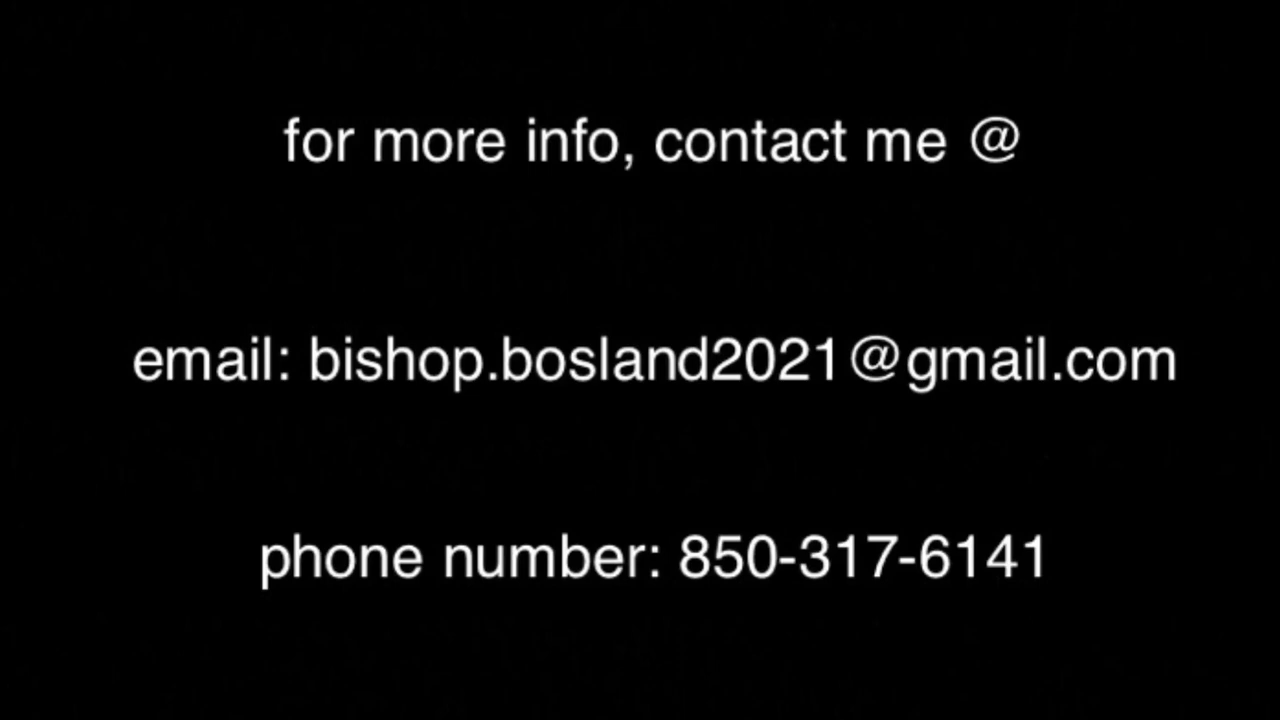 for more info, contact me @
email: bishop.bosland2021@gmail.com
phone number: 850-317-6141